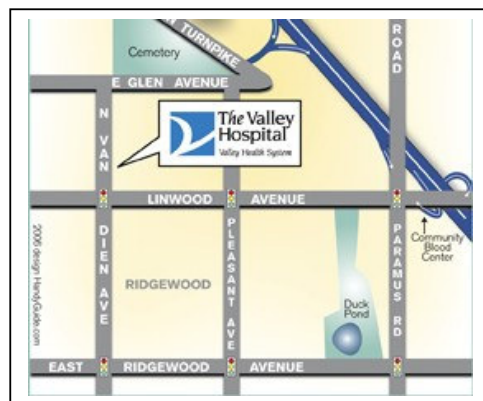 N TURNPIKE
Cemetery
ROAD
E GLEN AVENUE
N VAN
The Valley
Hospital
Valley Health System
LINWOOD AVENUE
DIEN AVE
PLEASANT AVE
PARAMUS RD
Community
Blood
Center
RIDGEWOOD
Duck
Pond
2006 design HandyGuide.com
EAST RIDGEWOOD AVENUE